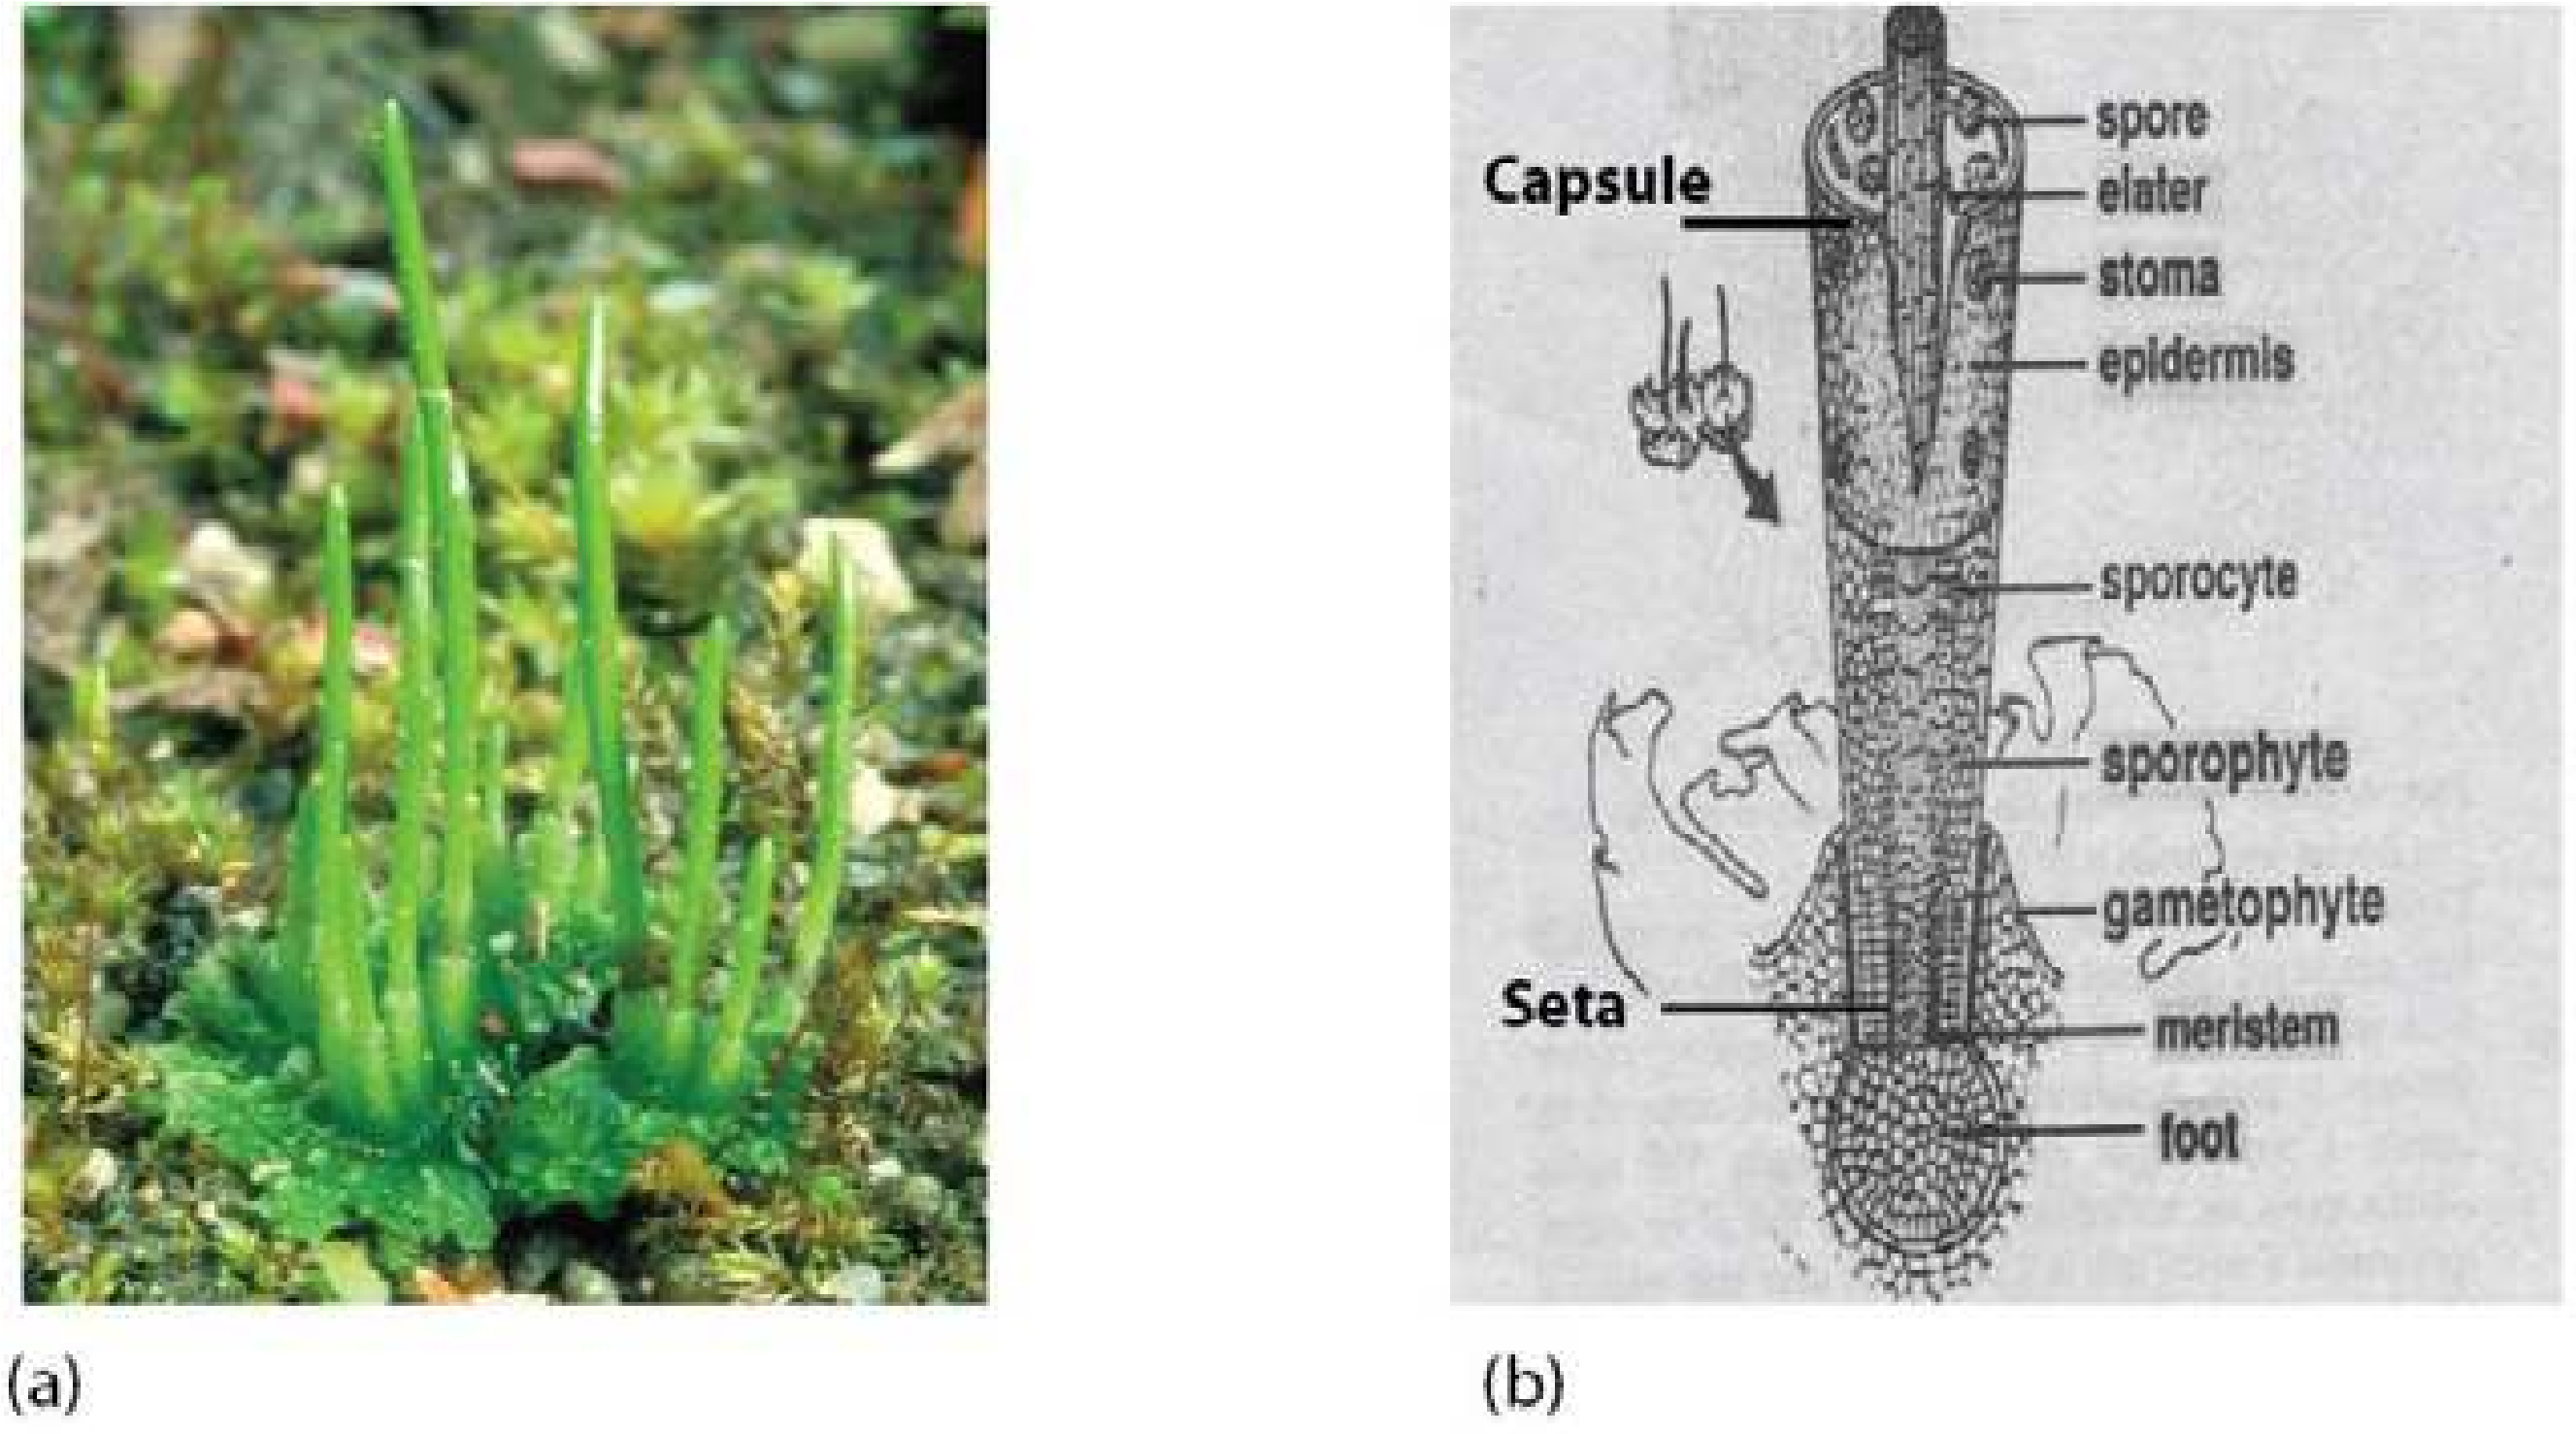 Capsule
spore
elater
stoma
epidermis
sporocyte
sporophyte
gametophyte
Seta
meristem
foot
(a)
(b)